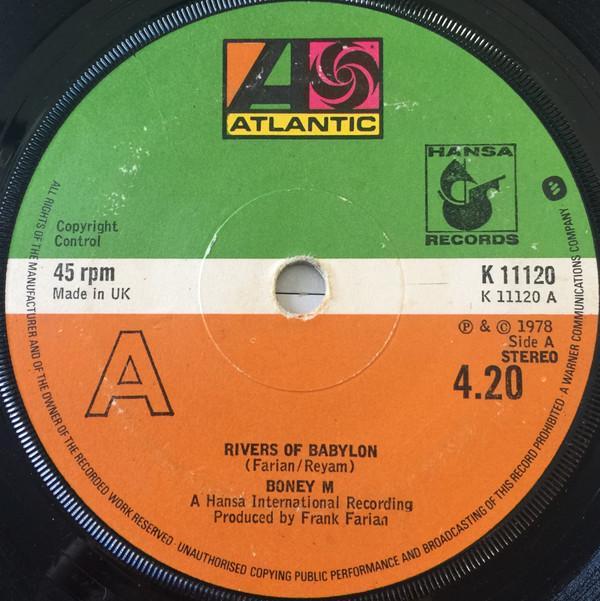 ATLANTIC
HANSA
RECORDS
Copyright
Control
45 rpm
Made in UK
K 11120
K 11120 A
℗ & © 1978
Side A
STEREO
4.20
A
RIVERS OF BABYLON
(Farian/Reyam)
BONEY M
A Hansa International Recording
Produced by Frank Farian
ALL RIGHTS OF THE MANUFACTURER AND OF THE OWNER OF THE RECORDED WORK RESERVED · UNAUTHORISED COPYING PUBLIC PERFORMANCE AND BROADCASTING OF THIS RECORD PROHIBITED · A WARNER COMMUNICATIONS COMPANY